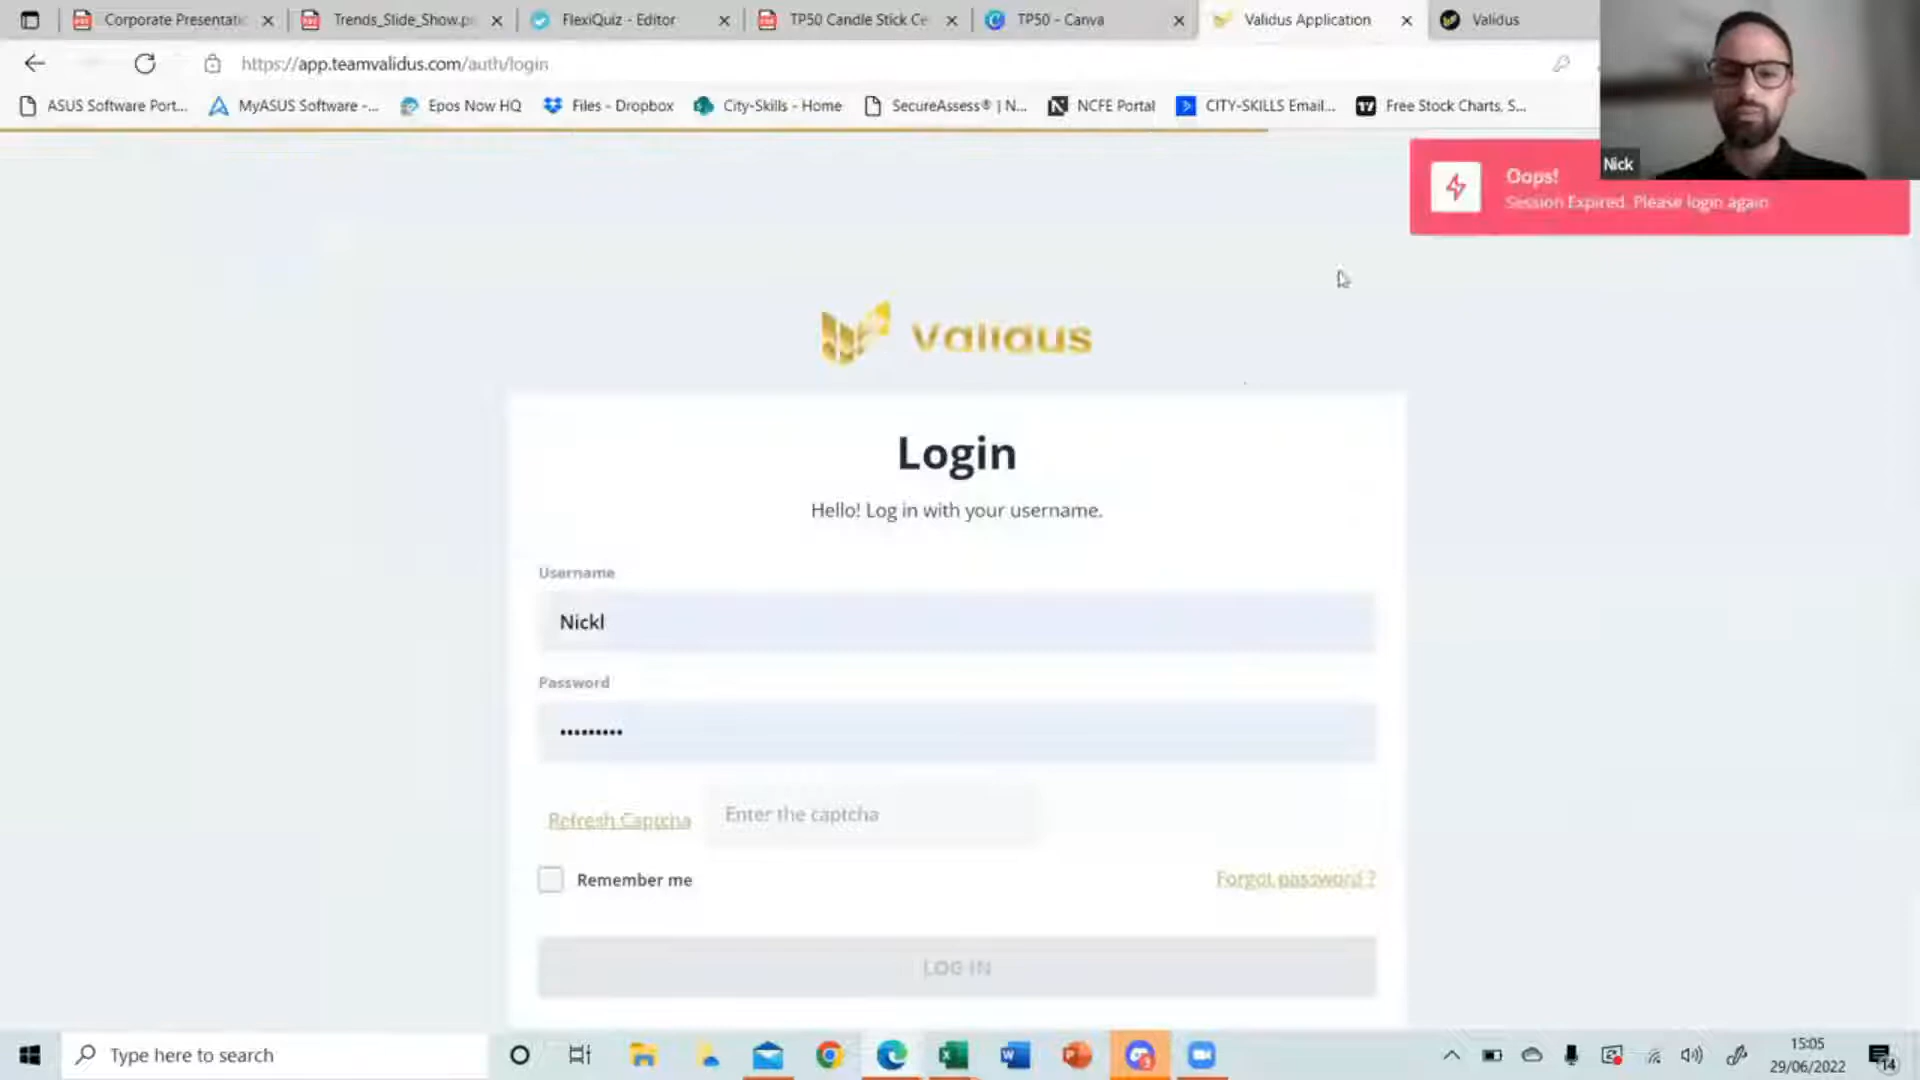 Corporate Presentatic
Trends_Slide_Show.p
FlexiQuiz - Editor
TP50 Candle Stick Ce
TP50 - Canva
Validus Application
Validus
https://app.teamvalidus.com/auth/login
ASUS Software Port...
MyASUS Software -...
Epos Now HQ
Files - Dropbox
City-Skills - Home
SecureAssess® | N...
NCFE Portal
CITY-SKILLS Email...
Free Stock Charts, S...
Nick
Oops!
Session Expired. Please login again
Validus
Login
Hello! Log in with your username.
Username
Nickl
Password
Refresh Captcha
Enter the captcha
Remember me
Forgot password ?
LOG IN
Type here to search
15:05
29/06/2022
14